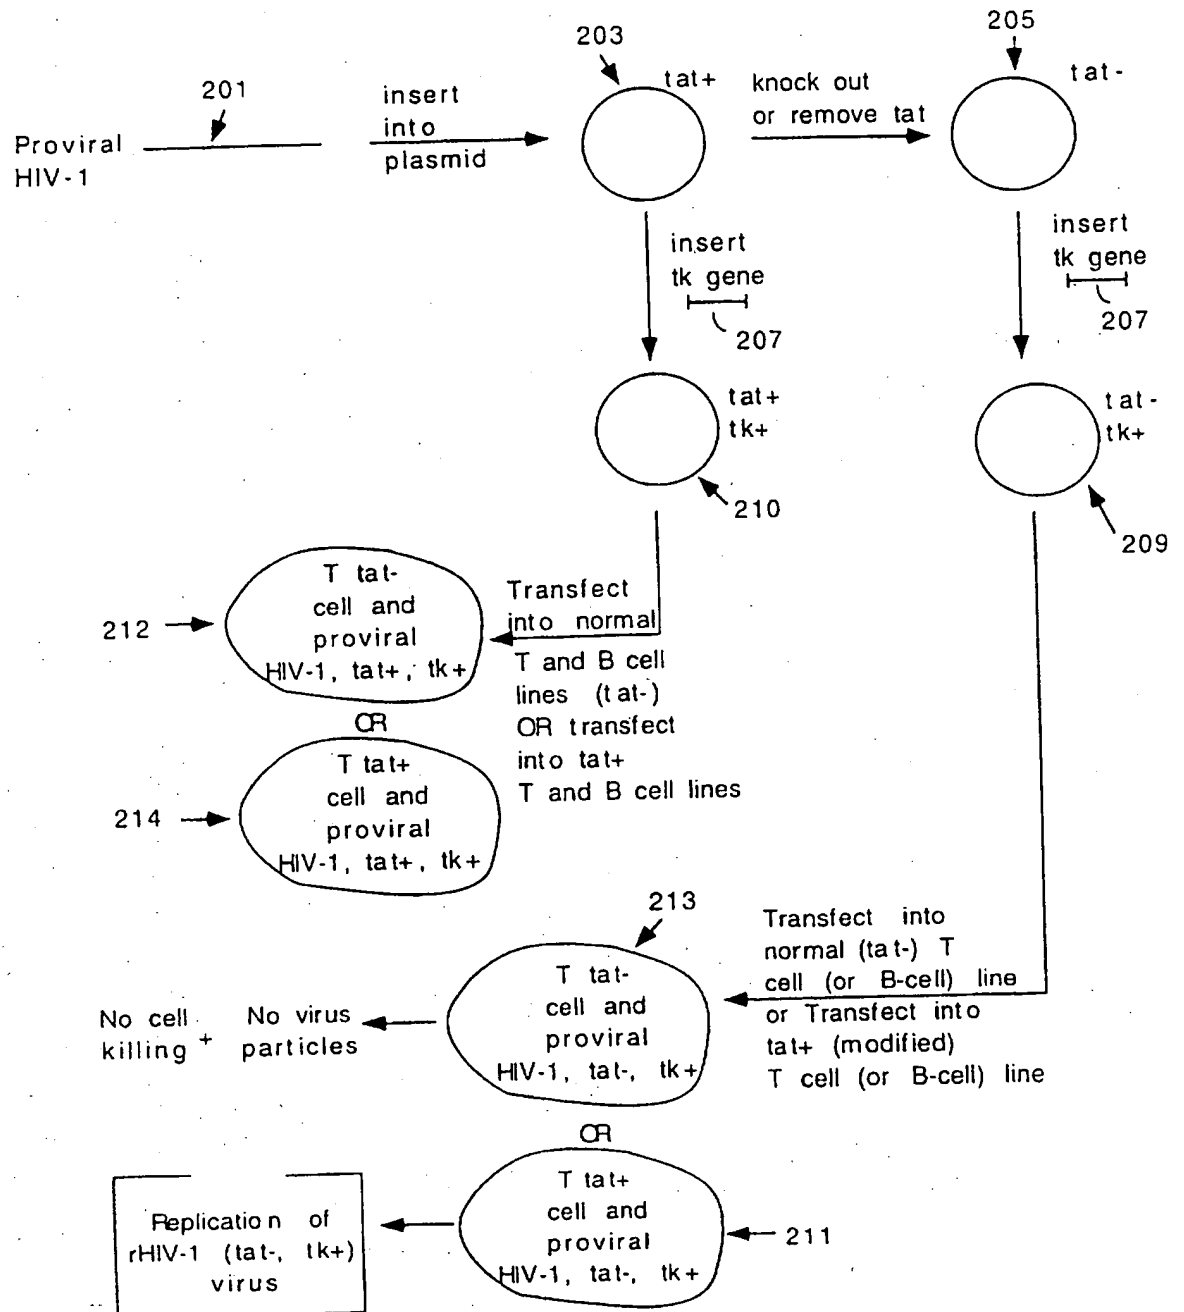 203
205
201
tat+
tat-
Proviral
HIV-1
insert
into
plasmid
knock out
or remove tat
insert
tk gene
207
insert
tk gene
207
tat+
tk+
210
tat-
tk+
209
212
T tat-
cell and
proviral
HIV-1, tat+, tk+
Transfect
into normal
T and B cell
lines (tat-)
OR transfect
into tat+
T and B cell lines
OR
214
T tat+
cell and
proviral
HIV-1, tat+, tk+
213
T tat-
cell and
proviral
HIV-1, tat-, tk+
Transfect into
normal (tat-) T
cell (or B-cell) line
or Transfect into
tat+ (modified)
T cell (or B-cell) line
No cell + No virus
killing particles
OR
T tat+
cell and
proviral
HIV-1, tat-, tk+
211
Replication of
rHIV-1 (tat-, tk+)
virus